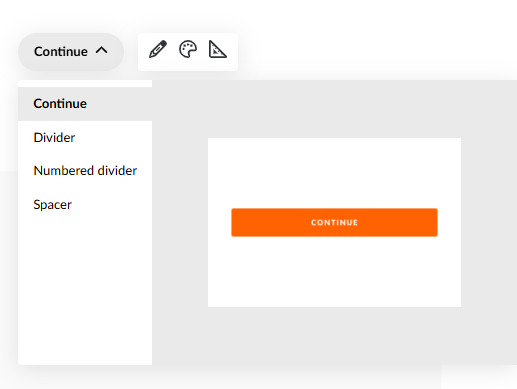 Continue
Continue
Divider
Numbered divider
Spacer
CONTINUE